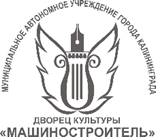 МУНИЦИПАЛЬНОЕ АВТОНОМНОЕ УЧРЕЖДЕНИЕ ГОРОДА КАЛИНИНГРАДА
ДВОРЕЦ КУЛЬТУРЫ
«МАШИНОСТРОИТЕЛЬ»